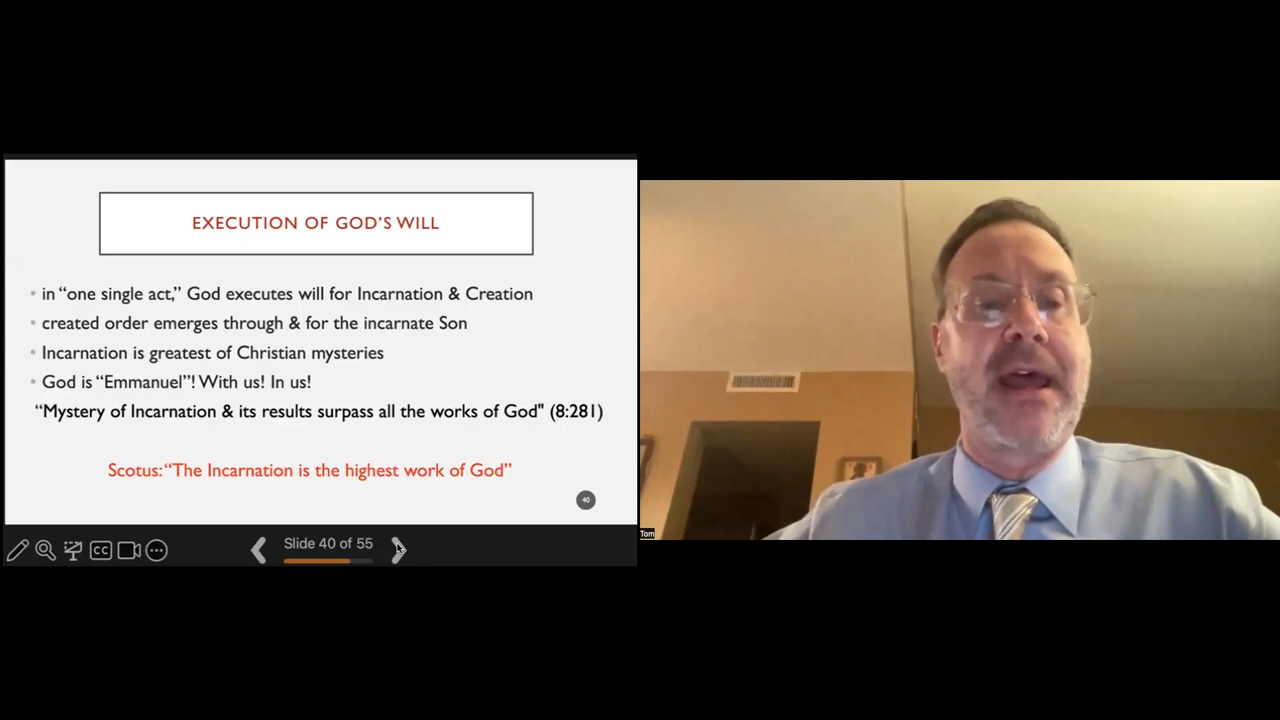 EXECUTION OF GOD'S WILL
• in “one single act,” God executes will for Incarnation & Creation
• created order emerges through & for the incarnate Son
• Incarnation is greatest of Christian mysteries
• God is “Emmanuel”! With us! In us!
“Mystery of Incarnation & its results surpass all the works of God" (8:281)
Scotus: “The Incarnation is the highest work of God”
40
CC
Slide 40 of 55
Tom